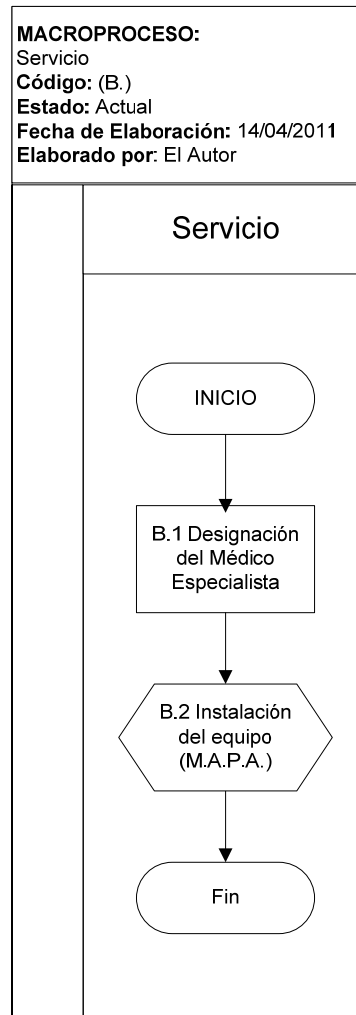 MACROPROCESO:
Servicio
Código: (B.)
Estado: Actual
Fecha de Elaboración: 14/04/2011
Elaborado por: El Autor
Servicio
INICIO
B.1 Designación
del Médico
Especialista
B.2 Instalación
del equipo
(M.A.P.A.)
Fin